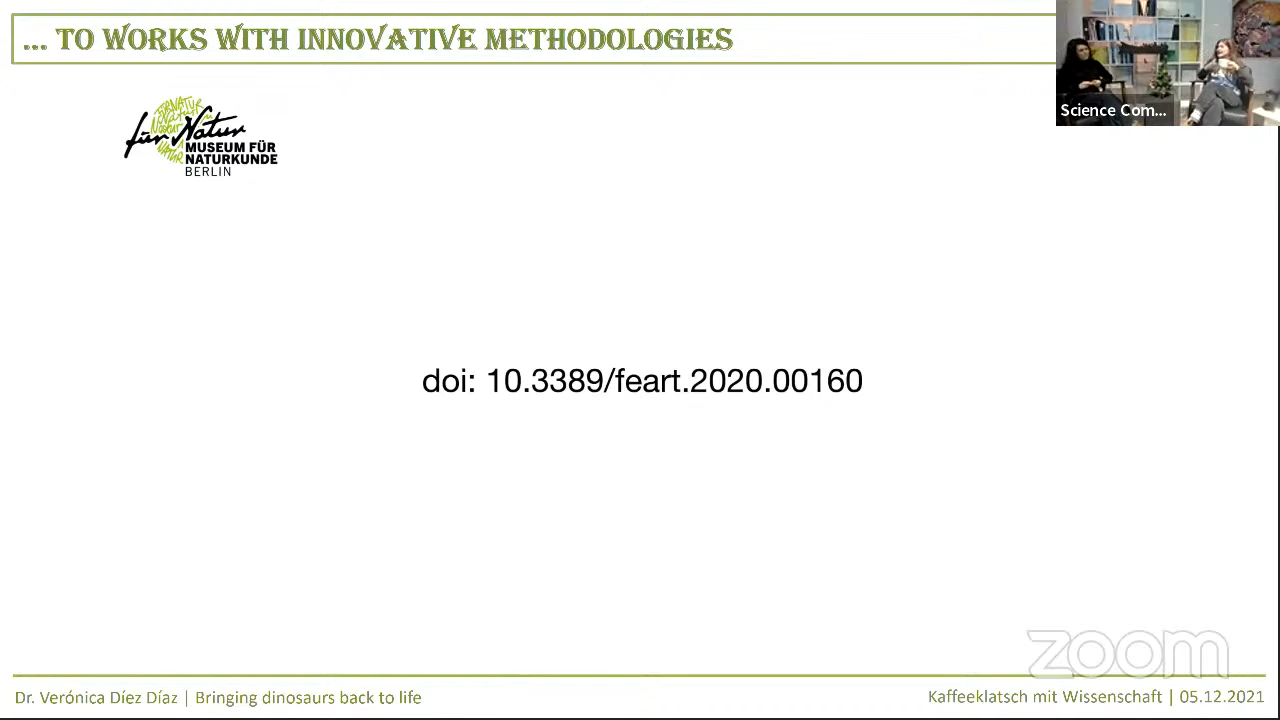 ... TO WORKS WITH INNOVATIVE METHODOLOGIES
Science Com...
für Natur
MUSEUM FÜR
NATURKUNDE
BERLIN
doi: 10.3389/feart.2020.00160
zoom
Dr. Verónica Díez Díaz | Bringing dinosaurs back to life
Kaffeeklatsch mit Wissenschaft | 05.12.2021